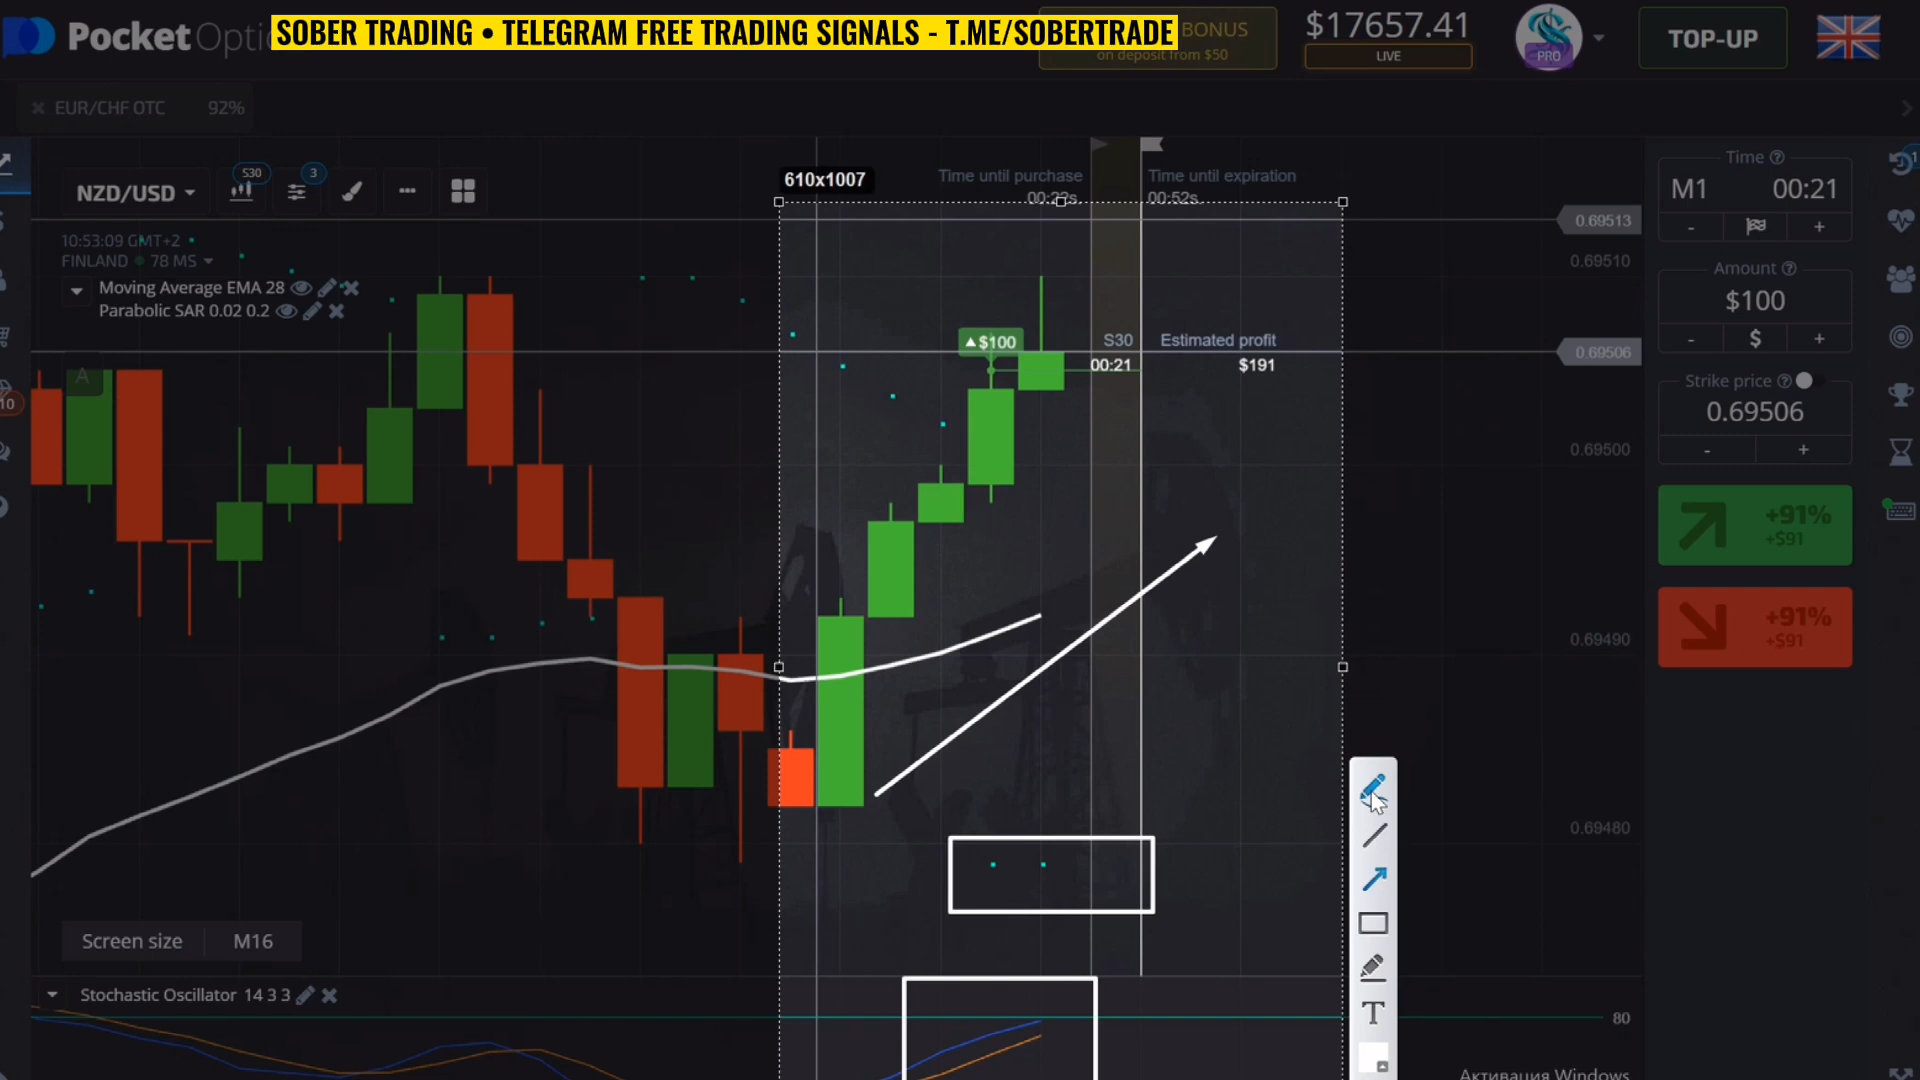 SOBER TRADING • TELEGRAM FREE TRADING SIGNALS - T.ME/SOBERTRADE
Pocket Opti
BONUS
on deposit from $50
$17657.41
LIVE
PRO
TOP-UP
EUR/CHF OTC 92%
610x1007
Time until purchase
00:22s
Time until expiration
00:52s
NZD/USD
S30
3
10:53:09 GMT+2
FINLAND 78 MS
Moving Average EMA 28
Parabolic SAR 0.02 0.2
A
10
$100
S30
00:21
Estimated profit
$191
0.69513
0.69510
0.69506
0.69500
0.69490
0.69480
Time
M1 00:21
- +
Amount
$100
- $ +
Strike price
0.69506
- +
+91%
+$91
+91%
+$91
1
Screen size M16
Stochastic Oscillator 14 3 3
T
80
Активация Windows